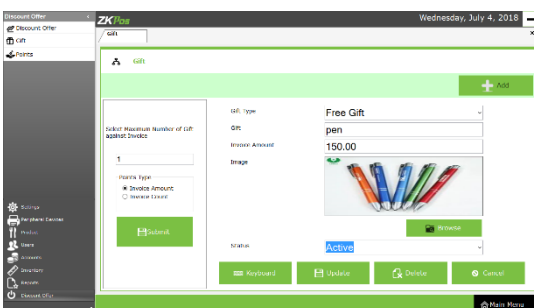 Discount Offer
ZKPos
Wednesday, July 4, 2018
Discount Offer
Gift
Points
Gift
Gift
Add
Select Maximum Number of Gift
against Invoice
1
Points Type
Invoice Amount
Invoice Count
Submit
Gift Type
Free Gift
Gift
pen
Invoice Amount
150.00
Image
Browse
Status
Active
Keyboard
Update
Delete
Cancel
Settings
Peripheral Devices
Product
Users
Accounts
Inventory
Reports
Discount Offer
Main Menu